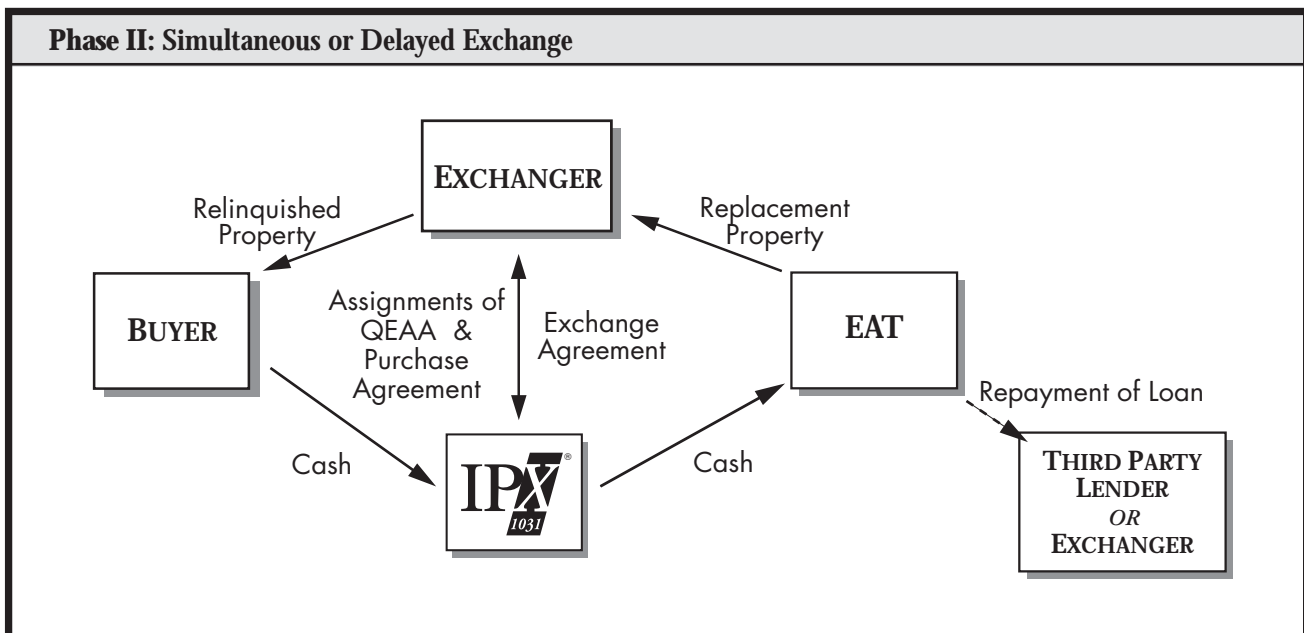 Phase II: Simultaneous or Delayed Exchange
EXCHANGER
Relinquished
Property
Replacement
Property
BUYER
Assignments of
QEAA &
Purchase
Agreement
Exchange
Agreement
EAT
Repayment of Loan
Cash
IPX®
1031
Cash
THIRD PARTY
LENDER
OR
EXCHANGER